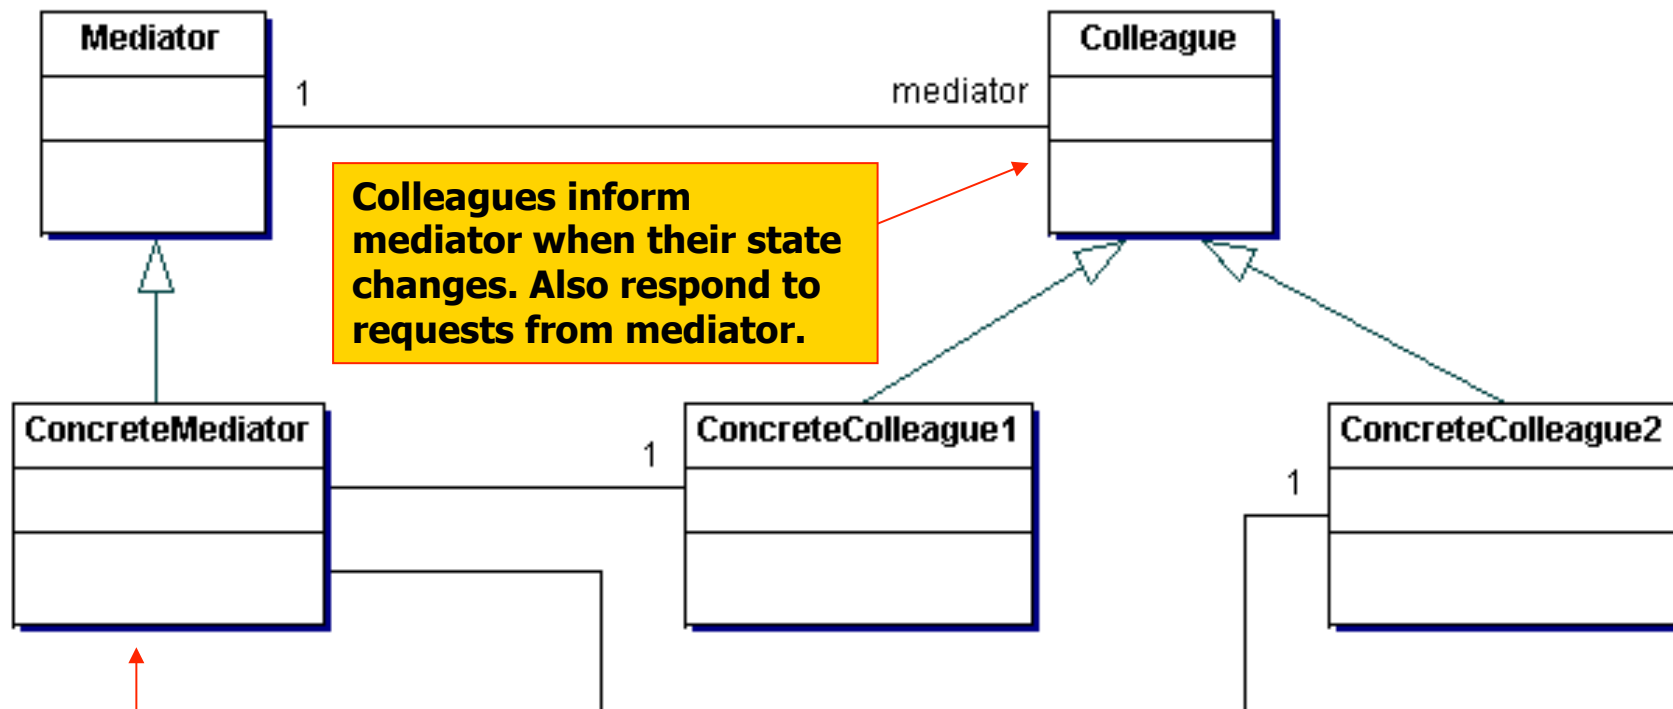 Mediator
Colleague
1
mediator
Colleagues inform
mediator when their state
changes. Also respond to
requests from mediator.
ConcreteMediator
1
ConcreteColleague1
1
ConcreteColleague2